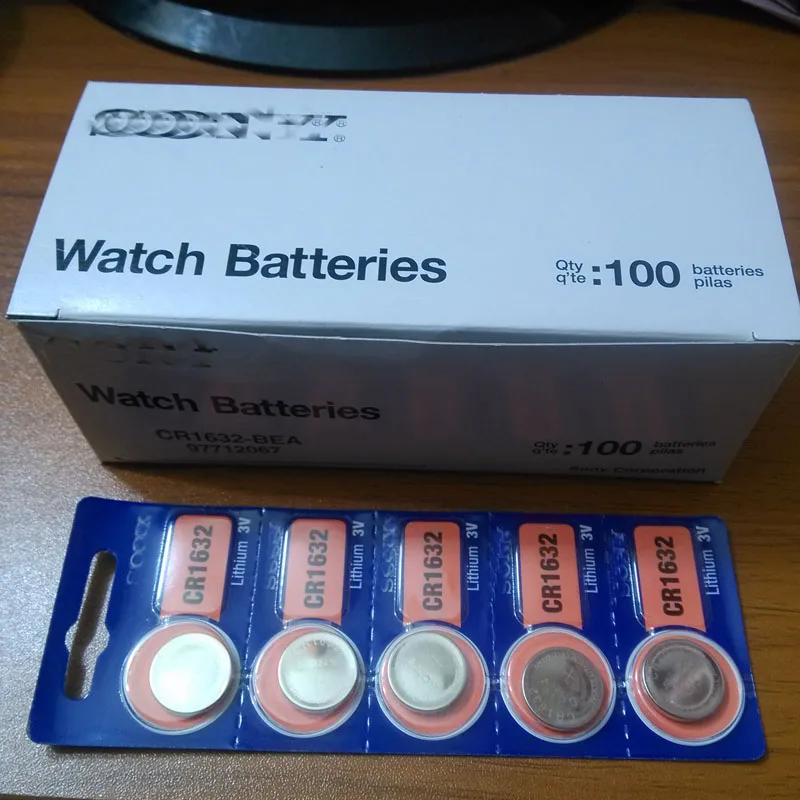 Watch Batteries
Qty
q'te :100 batteries
pilas
Watch Batteries
CR1632-BEA
97712067
Qty
q'te :100 batteries
pilas
Sony Corporation
CR1632 Lithium 3V
CR1632 Lithium 3V
CR1632 Lithium 3V
CR1632 Lithium 3V
CR1632 Lithium 3V